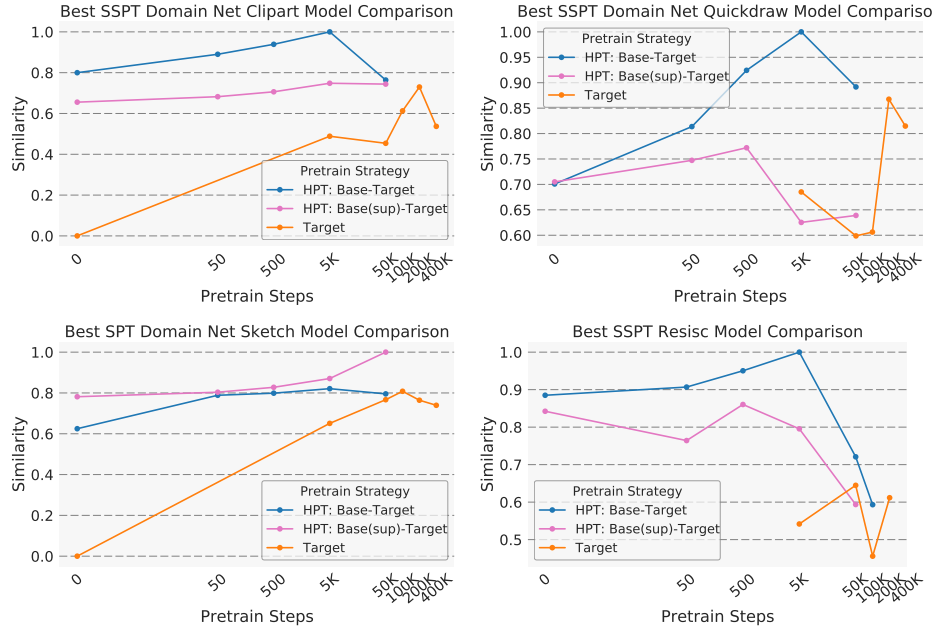 Best SSPT Domain Net Clipart Model Comparison
1.0
0.8
0.6
0.4
0.2
0.0
Similarity
Pretrain Strategy
HPT: Base-Target
HPT: Base(sup)-Target
Target
0
50
500
5K
50K
100K
200K
400K
Pretrain Steps
Best SSPT Domain Net Quickdraw Model Compariso
1.00
0.95
0.90
0.85
0.80
0.75
0.70
0.65
0.60
Similarity
Pretrain Strategy
HPT: Base-Target
HPT: Base(sup)-Target
Target
0
50
500
5K
50K
100K
200K
400K
Pretrain Steps
Best SPT Domain Net Sketch Model Comparison
1.0
0.8
0.6
0.4
0.2
0.0
Similarity
Pretrain Strategy
HPT: Base-Target
HPT: Base(sup)-Target
Target
0
50
500
5K
50K
100K
200K
400K
Pretrain Steps
Best SSPT Resisc Model Comparison
1.0
0.9
0.8
0.7
0.6
0.5
Similarity
Pretrain Strategy
HPT: Base-Target
HPT: Base(sup)-Target
Target
0
50
500
5K
50K
100K
200K
400K
Pretrain Steps